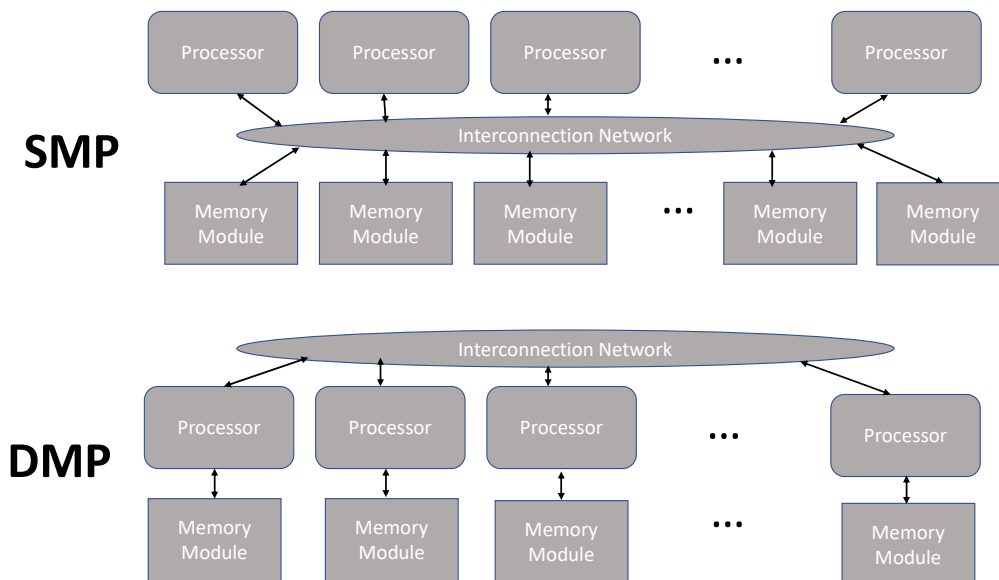 Processor
Processor
Processor
...
Processor
SMP
Interconnection Network
Memory
Module
Memory
Module
Memory
Module
...
Memory
Module
Memory
Module
Interconnection Network
DMP
Processor
Processor
Processor
...
Processor
Memory
Module
Memory
Module
Memory
Module
...
Memory
Module